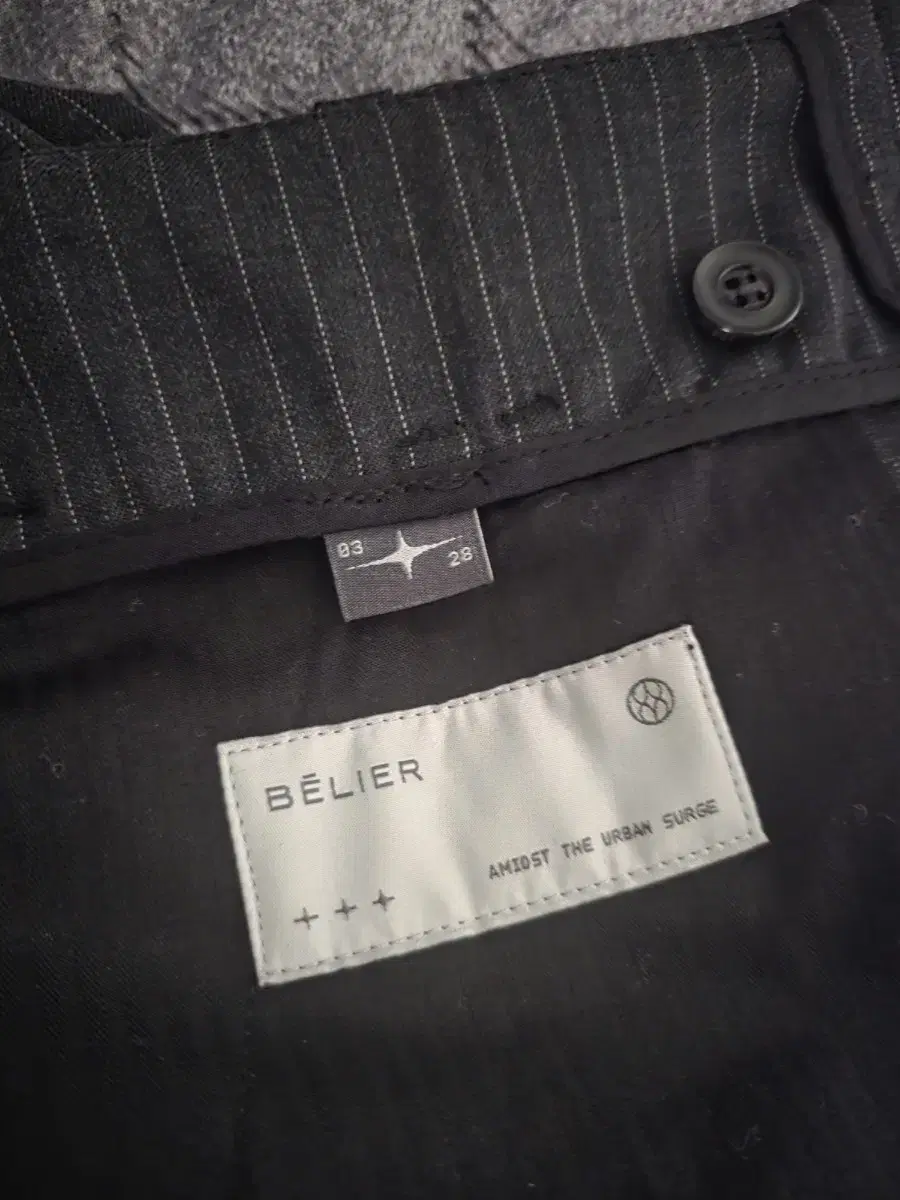 03
28
BĒLIER
AMIDST THE URBAN SURGE